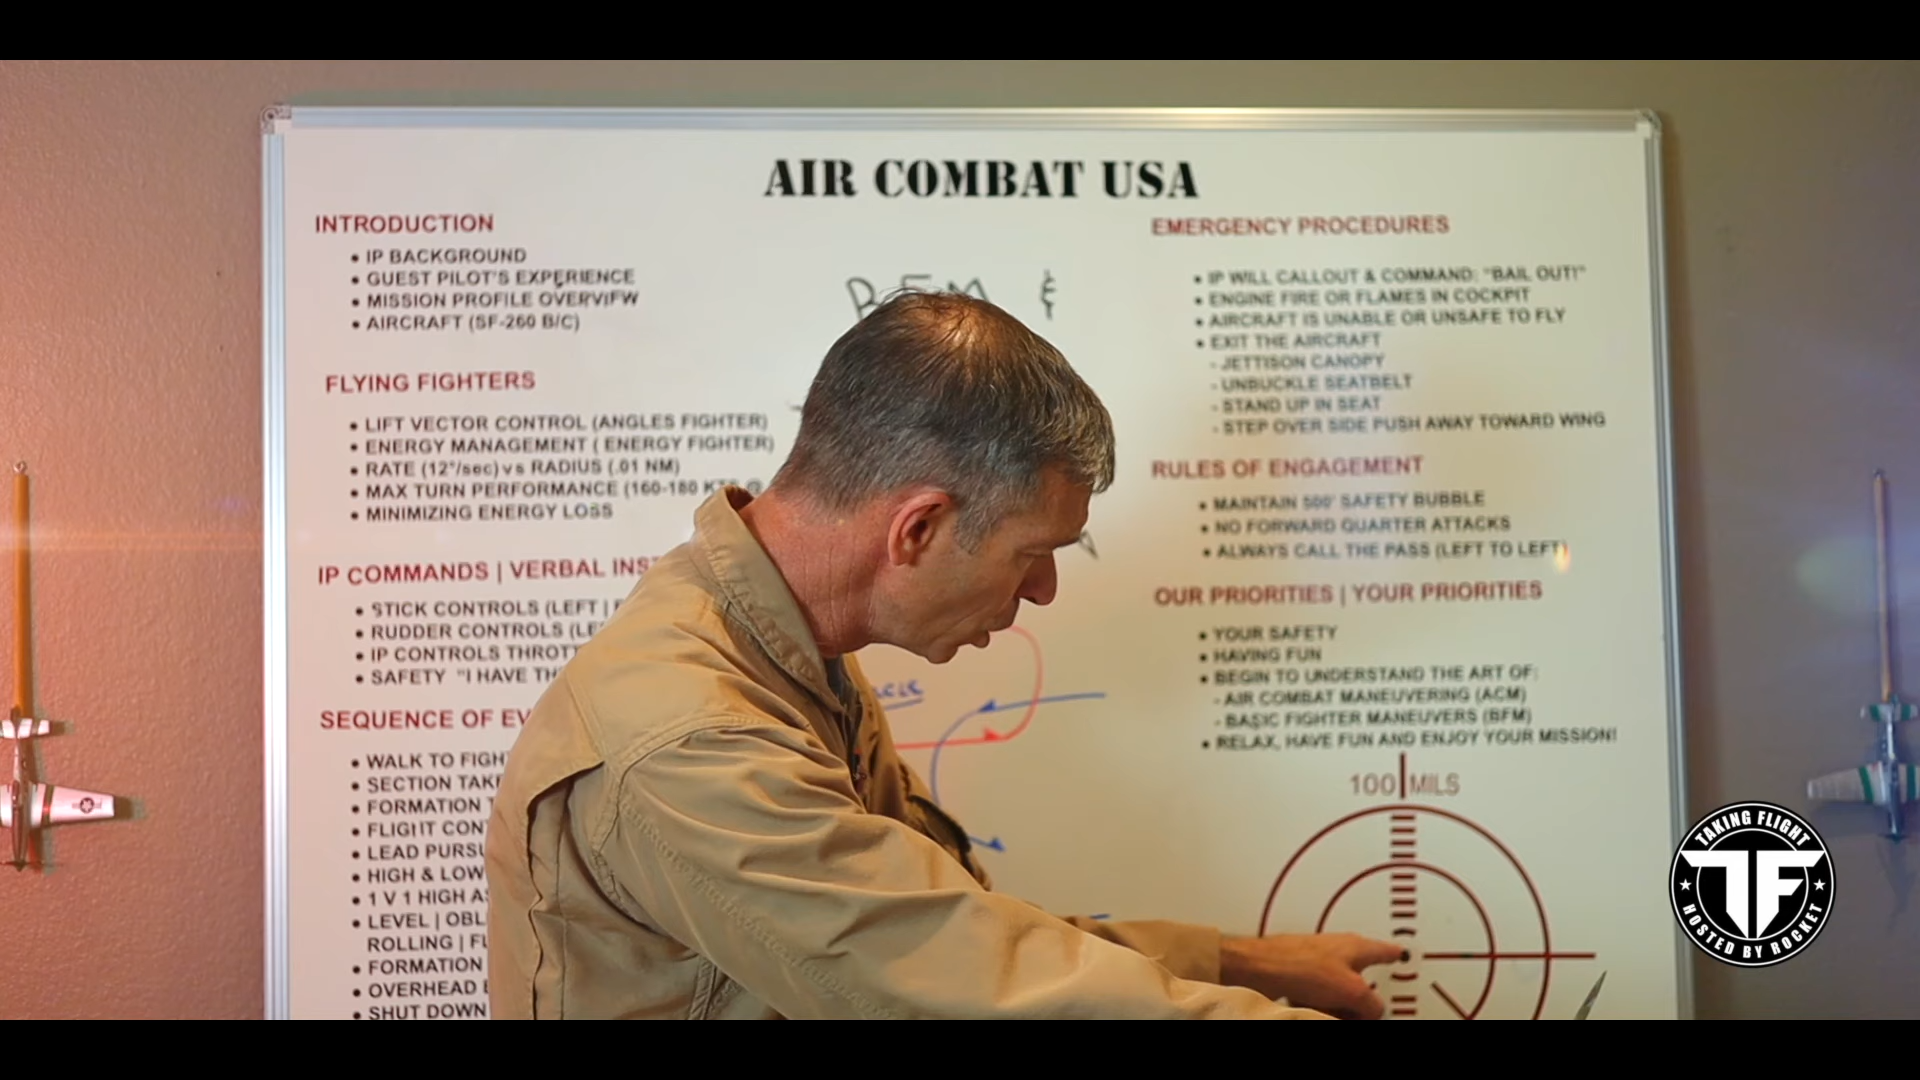 AIR COMBAT USA
INTRODUCTION
• IP BACKGROUND
• GUEST PILOT'S EXPERIENCE
• MISSION PROFILE OVERVIEW
• AIRCRAFT (SF-260 B/C)
FLYING FIGHTERS
• LIFT VECTOR CONTROL (ANGLES FIGHTER)
• ENERGY MANAGEMENT ( ENERGY FIGHTER)
• RATE (12°/sec) vs RADIUS (.01 NM)
• MAX TURN PERFORMANCE (160-180 KTS @
• MINIMIZING ENERGY LOSS
IP COMMANDS | VERBAL
• STICK CONTROLS (LEFT |
• RUDDER CONTROLS
• IP CONTROLS
• SAFETY "I HAVE
SEQUENCE OF
• WALK TO
• SECTION
• FORMATION
• FLIGHT
• LEAD
• HIGH & LOW
• 1 V 1 HIGH
• LEVEL |
ROLLING |
• FORMATION
• OVERHEAD
• SHUT DOWN
BFM &
EMERGENCY PROCEDURES
• IP WILL CALLOUT & COMMAND: "BAIL OUT!"
• ENGINE FIRE OR FLAMES IN COCKPIT
• AIRCRAFT IS UNABLE OR UNSAFE TO FLY
• EXIT THE AIRCRAFT
- JETTISON CANOPY
- UNBUCKLE SEATBELT
- STAND UP IN SEAT
- STEP OVER SIDE PUSH AWAY TOWARD WING
RULES OF ENGAGEMENT
• MAINTAIN 500' SAFETY BUBBLE
• NO FORWARD QUARTER ATTACKS
• ALWAYS CALL THE PASS (LEFT TO LEFT)
OUR PRIORITIES | YOUR PRIORITIES
• YOUR SAFETY
• HAVING FUN
• BEGIN TO UNDERSTAND THE ART OF:
- AIR COMBAT MANEUVERING (ACM)
- BASIC FIGHTER MANEUVERS (BFM)
• RELAX, HAVE FUN AND ENJOY YOUR MISSION!
100 MILS
TAKING FLIGHT
TF
HOSTED BY ROCKET